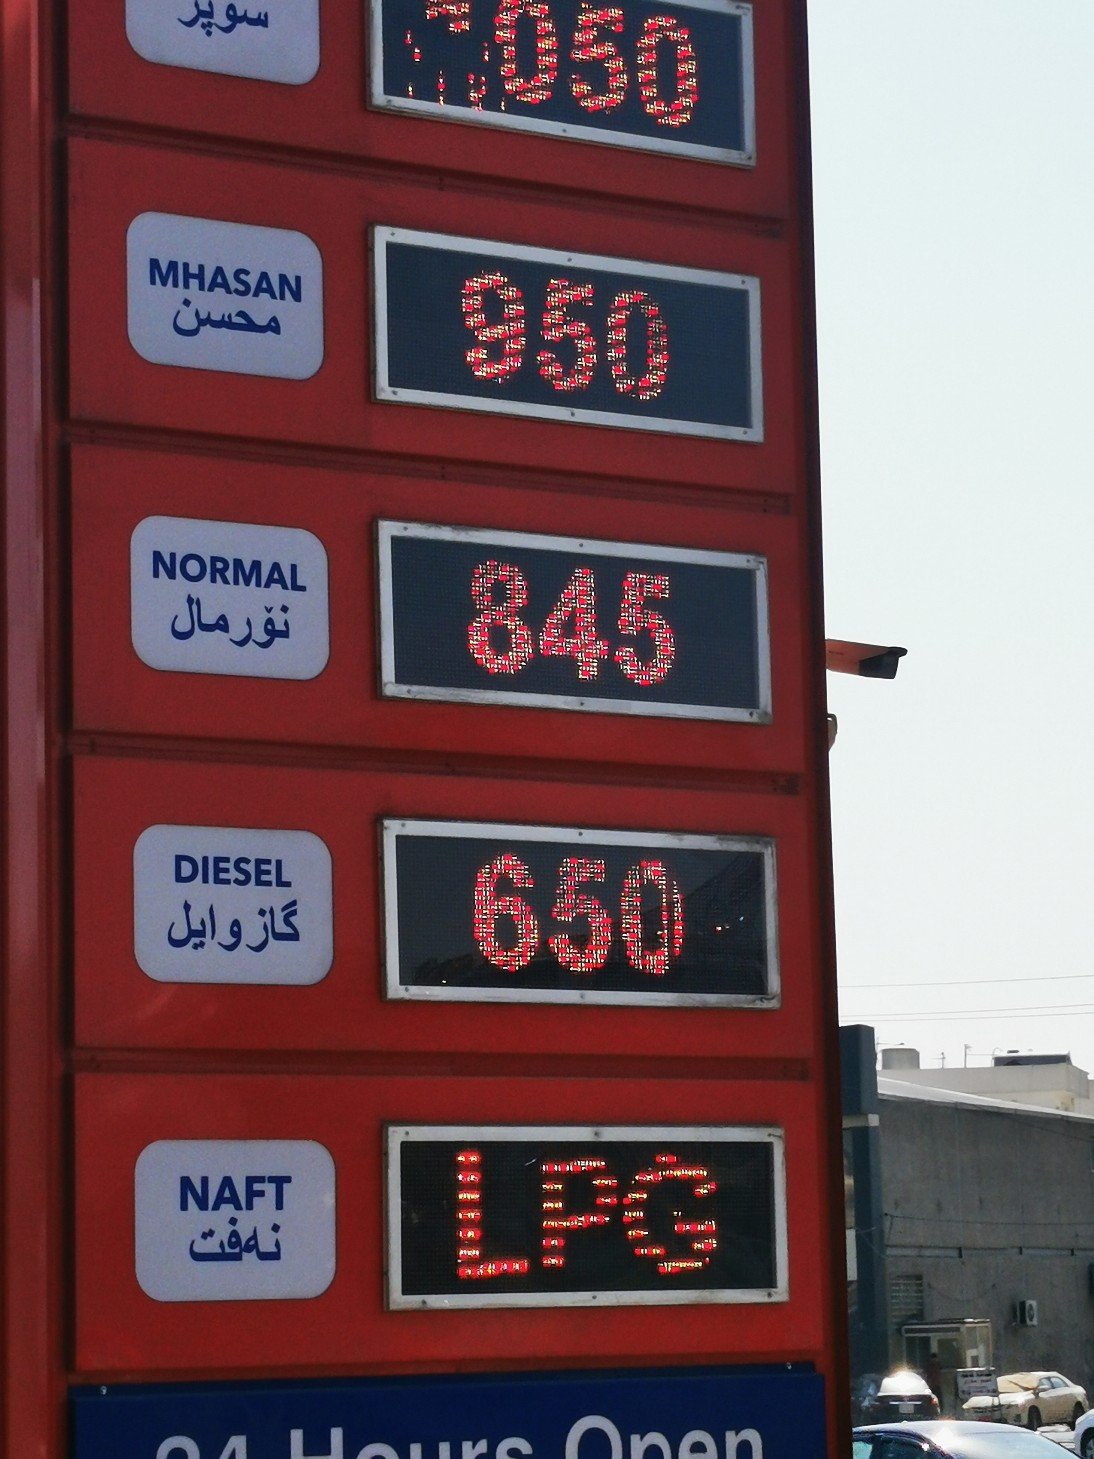 سوپر
050
MHASAN
محسن
950
NORMAL
نۆرمال
845
DIESEL
گازوایل
650
NAFT
نەفت
LPG
24 Hours Open